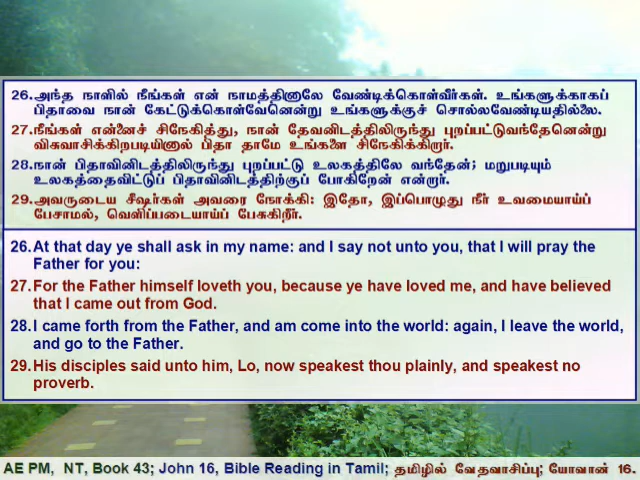 26.அந்த நாளில் நீங்கள் என் நாமத்தினாலே வேண்டிக்கொள்வீர்கள். உங்களுக்காகப்
பிதாவை நான் கேட்டுக்கொள்வேனென்று உங்களுக்குச் சொல்லவேண்டியதில்லை.
27.நீங்கள் என்னைச் சிநேகித்து, நான் தேவனிடத்திலிருந்து புறப்பட்டுவந்தேனென்று
விசுவாசிக்கிறபடியினால் பிதா தாமே உங்களை சிநேகிக்கிறார்.
28.நான் பிதாவினிடத்திலிருந்து புறப்பட்டு உலகத்திலே வந்தேன்; மறுபடியும்
உலகத்தைவிட்டுப் பிதாவினிடத்திற்குப் போகிறேன் என்றார்.
29.அவருடைய சீஷர்கள் அவரை நோக்கி: இதோ, இப்பொழுது நீர் உவமையாய்ப்
பேசாமல், வெளிப்படையாய்ப் பேசுகிறீர்.
26.At that day ye shall ask in my name: and I say not unto you, that I will pray the
Father for you:
27.For the Father himself loveth you, because ye have loved me, and have believed
that I came out from God.
28.I came forth from the Father, and am come into the world: again, I leave the world,
and go to the Father.
29.His disciples said unto him, Lo, now speakest thou plainly, and speakest no
proverb.
AE PM, NT, Book 43; John 16, Bible Reading in Tamil; தமிழில் வேதவாசிப்பு; யோவான் 16.